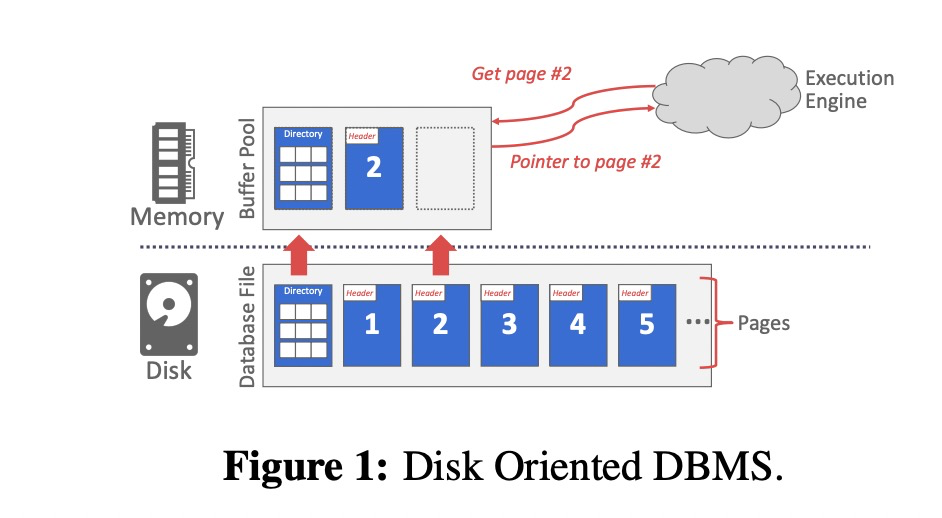 Get page #2
Execution
Engine
Buffer Pool
Directory
Header
2
Pointer to page #2
Memory
Database File
Directory
Header
1
Header
2
Header
3
Header
4
Header
5
...
Pages
Disk
Figure 1: Disk Oriented DBMS.